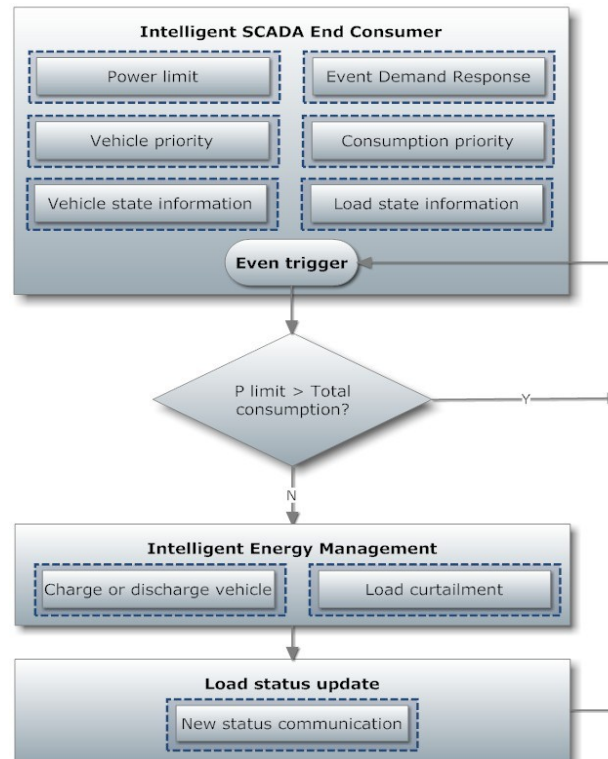 Intelligent SCADA End Consumer
Power limit
Event Demand Response
Vehicle priority
Consumption priority
Vehicle state information
Load state information
Even trigger
P limit > Total
consumption?
Y
N
Intelligent Energy Management
Charge or discharge vehicle
Load curtailment
Load status update
New status communication